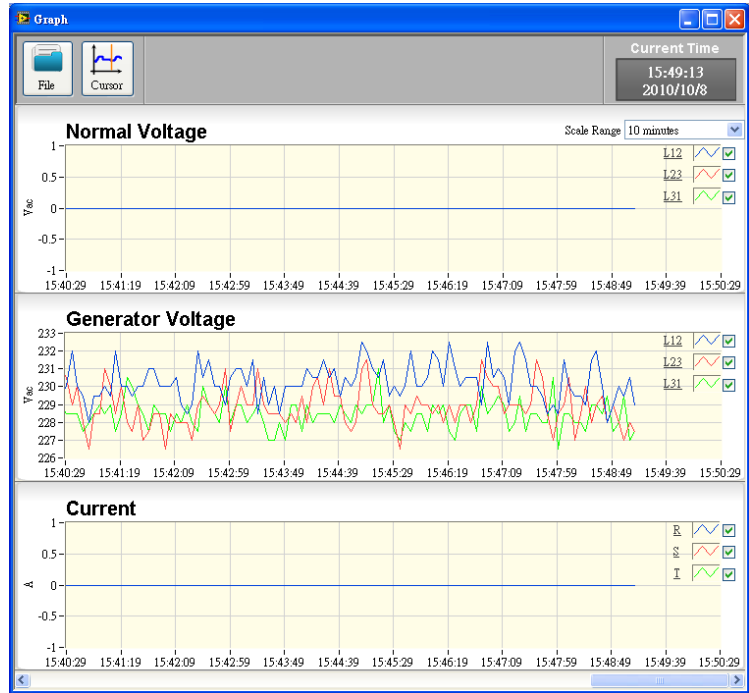 Graph
File
Cursor
Current Time
15:49:13
2010/10/8
Normal Voltage
Scale Range 10 minutes
L12
L23
L31
Vac
1
0.5
0
-0.5
-1
15:40:29 15:41:19 15:42:09 15:42:59 15:43:49 15:44:39 15:45:29 15:46:19 15:47:09 15:47:59 15:48:49 15:49:39 15:50:29
Generator Voltage
L12
L23
L31
Vac
233
232
231
230
229
228
227
226
15:40:29 15:41:19 15:42:09 15:42:59 15:43:49 15:44:39 15:45:29 15:46:19 15:47:09 15:47:59 15:48:49 15:49:39 15:50:29
Current
R
S
T
A
1
0.5
0
-0.5
-1
15:40:29 15:41:19 15:42:09 15:42:59 15:43:49 15:44:39 15:45:29 15:46:19 15:47:09 15:47:59 15:48:49 15:49:39 15:50:29